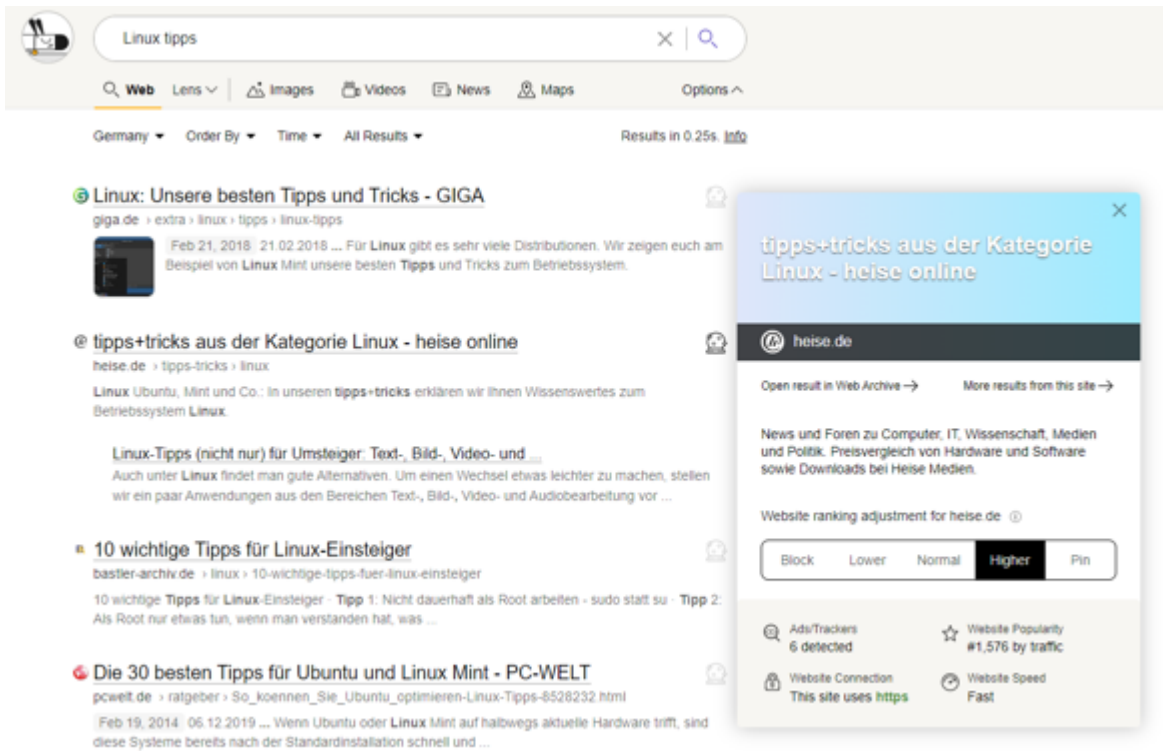 Linux tipps
Web Lens Images Videos News Maps Options
Germany Order By Time All Results Results in 0.25s. Info
Linux: Unsere besten Tipps und Tricks - GIGA
giga.de › extra › linux › tipps › linux-tipps
Feb 21, 2018 21.02.2018 ... Für Linux gibt es sehr viele Distributionen. Wir zeigen euch am
Beispiel von Linux Mint unsere besten Tipps und Tricks zum Betriebssystem.
tipps+tricks aus der Kategorie Linux - heise online
heise.de › tipps-tricks › linux
Linux Ubuntu, Mint und Co.: In unseren tipps+tricks erklären wir Ihnen Wissenswertes zum
Betriebssystem Linux.
Linux-Tipps (nicht nur) für Umsteiger: Text-, Bild-, Video- und ...
Auch unter Linux findet man gute Alternativen. Um einen Wechsel etwas leichter zu machen, stellen
wir ein paar Anwendungen aus den Bereichen Text-, Bild-, Video- und Audiobearbeitung vor ...
10 wichtige Tipps für Linux-Einsteiger
bastler-archiv.de › linux › 10-wichtige-tipps-fuer-linux-einsteiger
10 wichtige Tipps für Linux-Einsteiger · Tipp 1: Nicht dauerhaft als Root arbeiten - sudo statt su · Tipp 2:
Als Root nur etwas tun, wenn man verstanden hat, was ...
Die 30 besten Tipps für Ubuntu und Linux Mint - PC-WELT
pcwelt.de › ratgeber › So_koennen_Sie_Ubuntu_optimieren-Linux-Tipps-8528232.html
Feb 19, 2014 06.12.2019 ... Wenn Ubuntu oder Linux Mint auf halbwegs aktuelle Hardware trifft, sind
diese Systeme bereits nach der Standardinstallation schnell und ...
tipps+tricks aus der Kategorie
Linux - heise online
heise.de
Open result in Web Archive → More results from this site →
News und Foren zu Computer, IT, Wissenschaft, Medien
und Politik. Preisvergleich von Hardware und Software
sowie Downloads bei Heise Medien.
Website ranking adjustment for heise.de
Block Lower Normal Higher Pin
Ads/Trackers
6 detected
Website Popularity
#1,576 by traffic
Website Connection
This site uses https
Website Speed
Fast